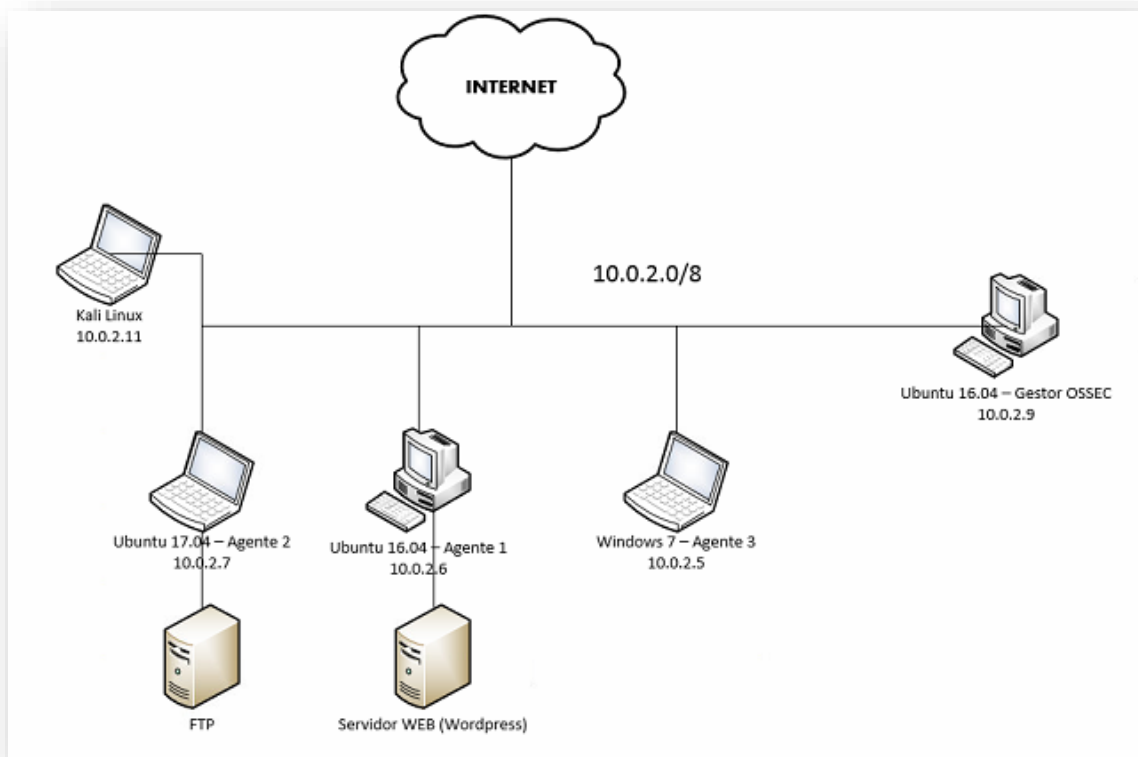 INTERNET
10.0.2.0/8
Kali Linux
10.0.2.11
Ubuntu 16.04 – Gestor OSSEC
10.0.2.9
Ubuntu 17.04 – Agente 2
10.0.2.7
Ubuntu 16.04 – Agente 1
10.0.2.6
Windows 7 – Agente 3
10.0.2.5
FTP
Servidor WEB (Wordpress)